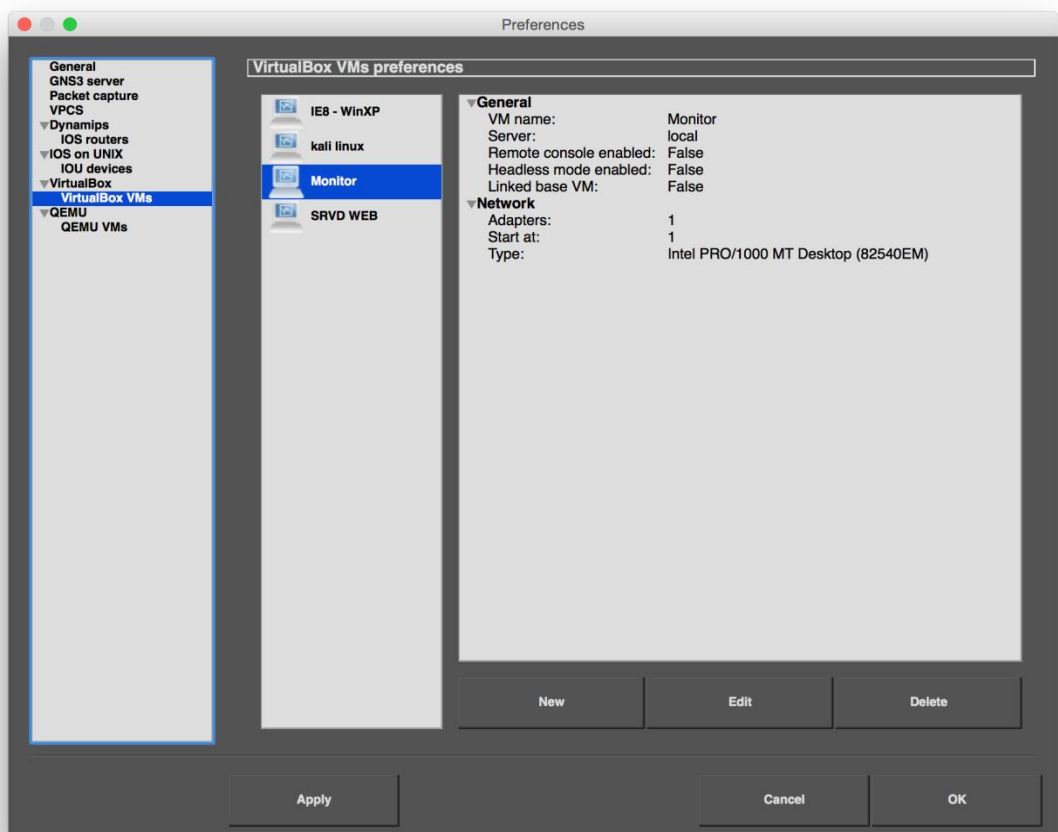 Preferences
General
GNS3 server
Packet capture
VPCS
Dynamips
IOS routers
IOS on UNIX
IOU devices
VirtualBox
VirtualBox VMs
QEMU
QEMU VMs
VirtualBox VMs preferences
IE8 - WinXP
kali linux
Monitor
SRVD WEB
General
VM name: Monitor
Server: local
Remote console enabled: False
Headless mode enabled: False
Linked base VM: False
Network
Adapters: 1
Start at: 1
Type: Intel PRO/1000 MT Desktop (82540EM)
New Edit Delete
Apply Cancel OK